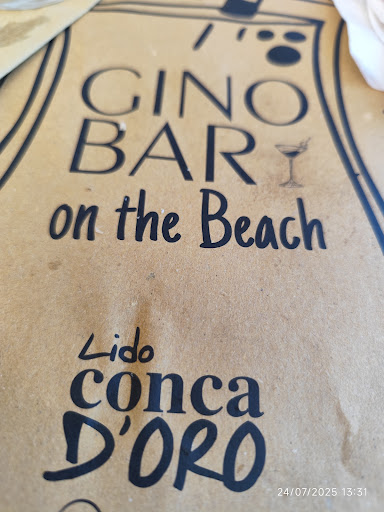 GINO
BAR
on the Beach
Lido
conca
D'ORO
24/07/2025 13:31